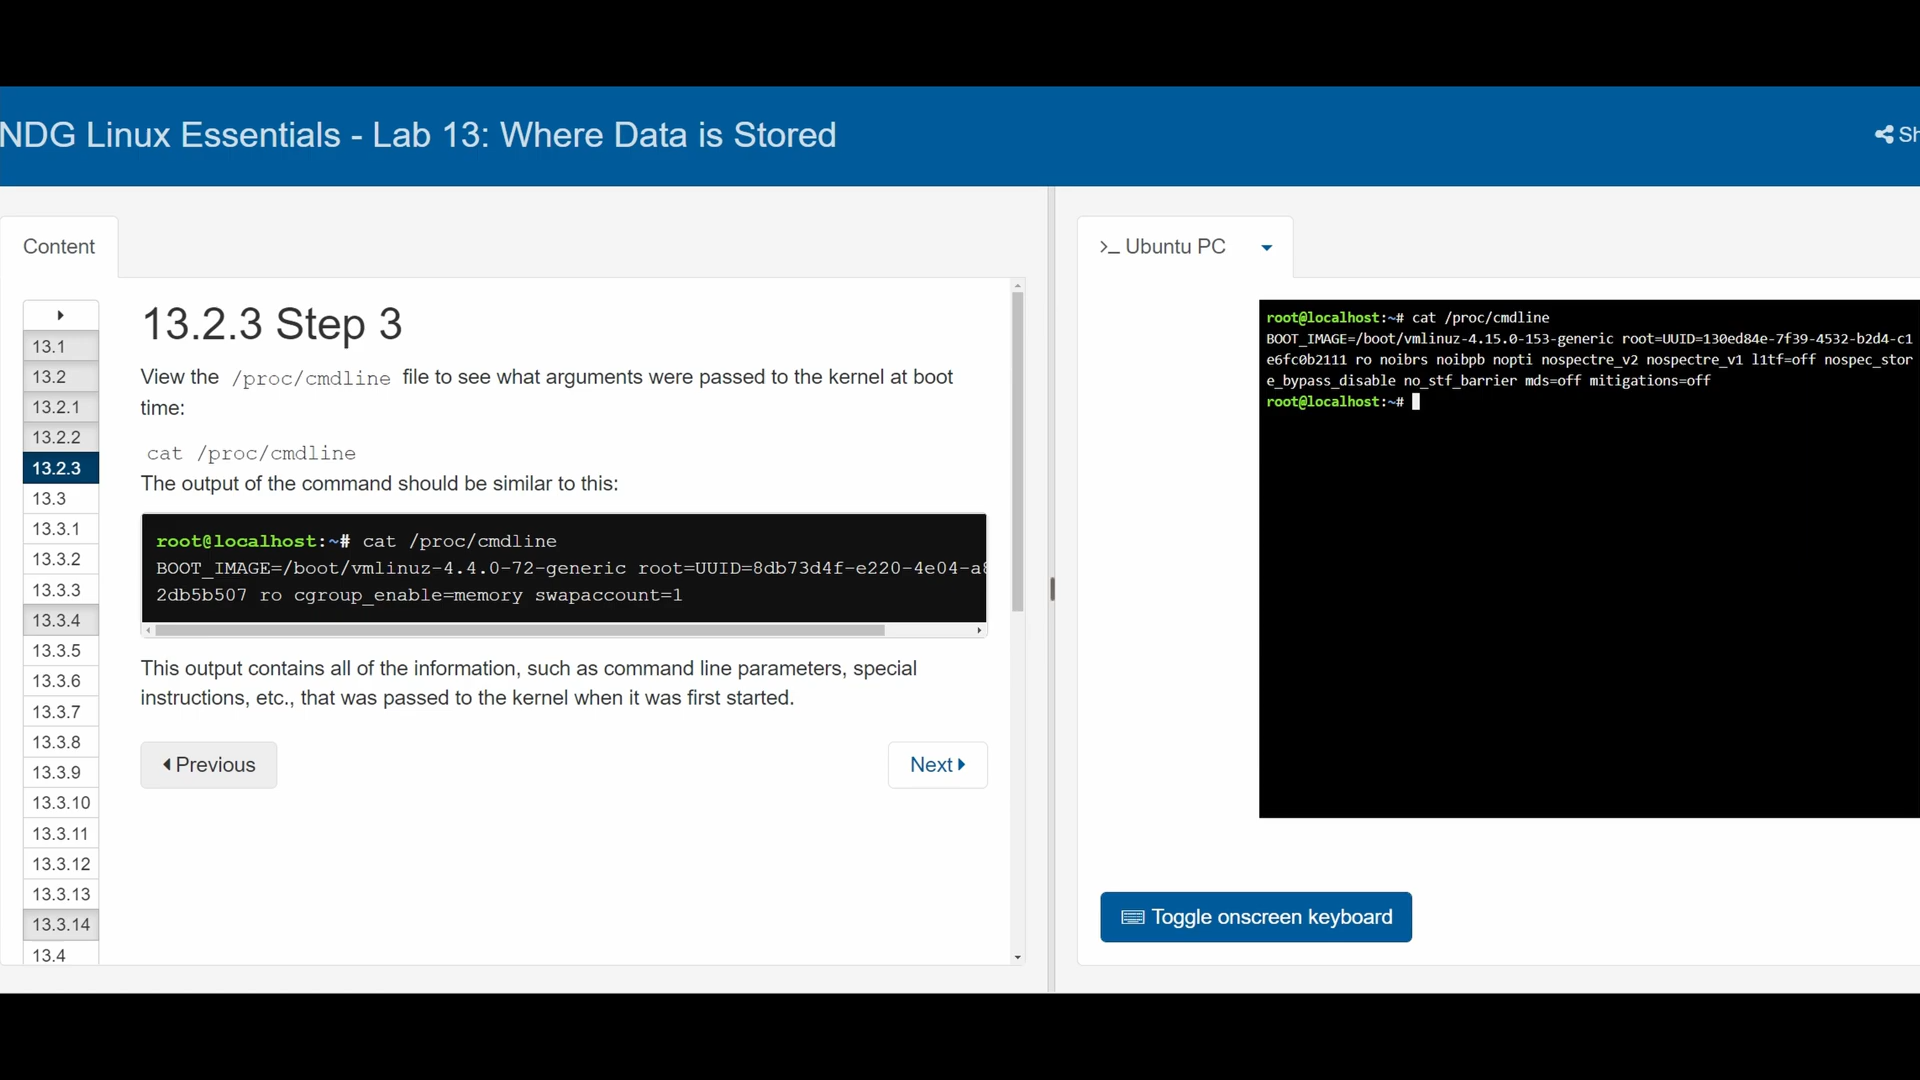 NDG Linux Essentials - Lab 13: Where Data is Stored
Content
13.1
13.2
13.2.1
13.2.2
13.2.3
13.3
13.3.1
13.3.2
13.3.3
13.3.4
13.3.5
13.3.6
13.3.7
13.3.8
13.3.9
13.3.10
13.3.11
13.3.12
13.3.13
13.3.14
13.4
13.2.3 Step 3
View the /proc/cmdline file to see what arguments were passed to the kernel at boot
time:
cat /proc/cmdline
The output of the command should be similar to this:
root@localhost:~# cat /proc/cmdline
BOOT_IMAGE=/boot/vmlinuz-4.4.0-72-generic root=UUID=8db73d4f-e220-4e04-a
2db5b507 ro cgroup_enable=memory swapaccount=1
This output contains all of the information, such as command line parameters, special
instructions, etc., that was passed to the kernel when it was first started.
Previous
Next
Sh
>_ Ubuntu PC
root@localhost:~# cat /proc/cmdline
BOOT_IMAGE=/boot/vmlinuz-4.15.0-153-generic root=UUID=130ed84e-7f39-4532-b2d4-c1
e6fc0b2111 ro noibrs noibpb nopti nospectre_v2 nospectre_v1 l1tf=off nospec_stor
e_bypass_disable no_stf_barrier mds=off mitigations=off
root@localhost:~#
Toggle onscreen keyboard